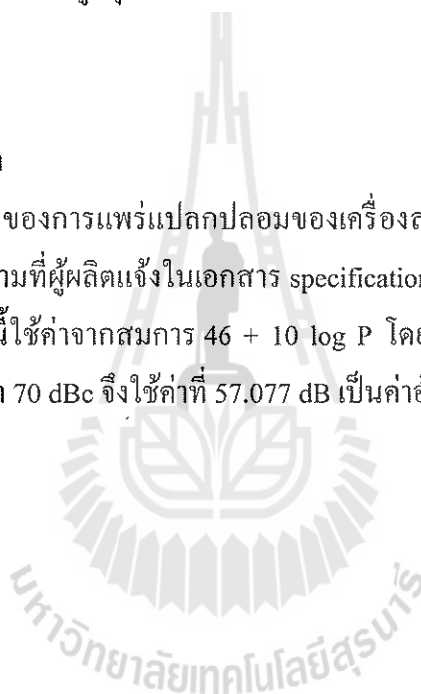 ของการแพร่แปลกปลอมของเครื่องส
ามที่ผู้ผลิตแจ้งในเอกสาร specification
นี้ใช้ค่าจากสมการ 46 + 10 log P โดย
70 dBc จึงใช้ค่าที่ 57.077 dB เป็นค่าอ้
มหาวิทยาลัยเทคโนโลยีสุรนารี